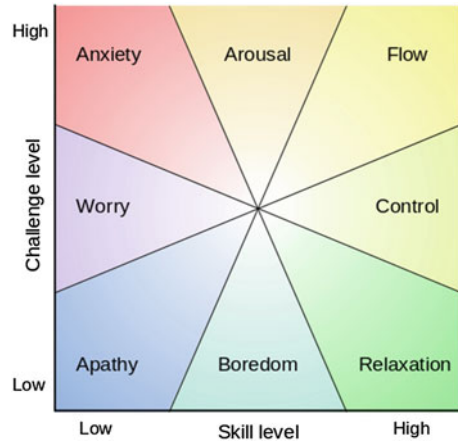 High
Anxiety
Arousal
Flow
Challenge level
Worry
Control
Apathy
Boredom
Relaxation
Low
Low
Skill level
High